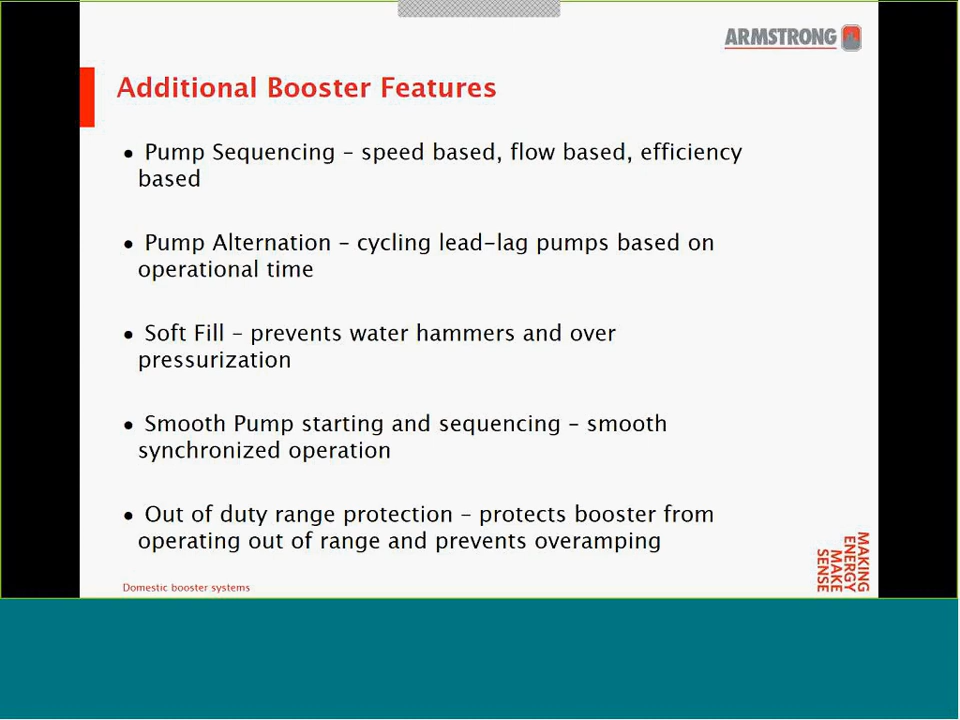 ARMSTRONG
Additional Booster Features
• Pump Sequencing – speed based, flow based, efficiency
based
• Pump Alternation – cycling lead-lag pumps based on
operational time
• Soft Fill – prevents water hammers and over
pressurization
• Smooth Pump starting and sequencing – smooth
synchronized operation
• Out of duty range protection – protects booster from
operating out of range and prevents overamping
Domestic booster systems
MAKING
ENERGY
MAKE
SENSE